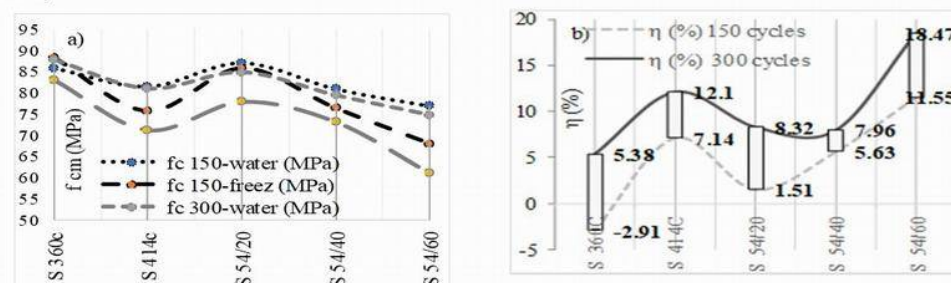 95
90
85
80
75
70
65
60
55
50
f cm (MPa)
a)
fc 150-water (MPa)
fc 150-freez (MPa)
fc 300-water (MPa)
S 360c
S 414c
S 54/20
S 54/40
S 54/60
20
15
10
5
0
-5
η (%)
b)
η (%) 150 cycles
η (%) 300 cycles
5.38
-2.91
12.1
7.14
8.32
1.51
7.96
5.63
18.47
11.55
S 360C
S 414C
S 54/20
S 54/40
S 54/60